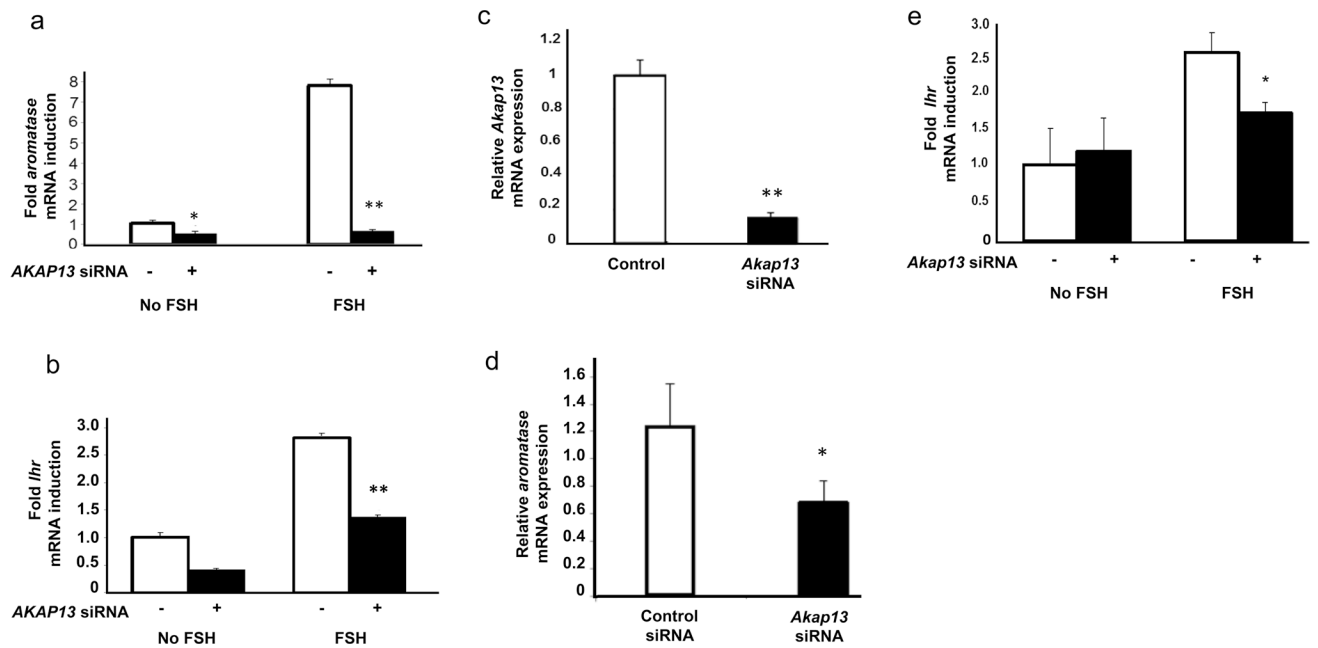 a
Fold aromatase
mRNA induction
8
7
6
5
4
3
2
1
0
*
**
AKAP13 siRNA - + - +
No FSH FSH
b
Fold lhr
mRNA induction
3.0
2.5
2.0
1.5
1.0
0.5
0
**
AKAP13 siRNA - + - +
No FSH FSH
c
Relative Akap13
mRNA expression
1.2
1
0.8
0.6
0.4
0.2
0
**
Control Akap13
siRNA
d
Relative aromatase
mRNA expression
1.6
1.4
1.2
1.0
0.8
0.6
0.4
0.2
0
*
Control Akap13
siRNA siRNA
e
Fold lhr
mRNA induction
3.0
2.5
2.0
1.5
1.0
0.5
0
*
Akap13 siRNA - + - +
No FSH FSH